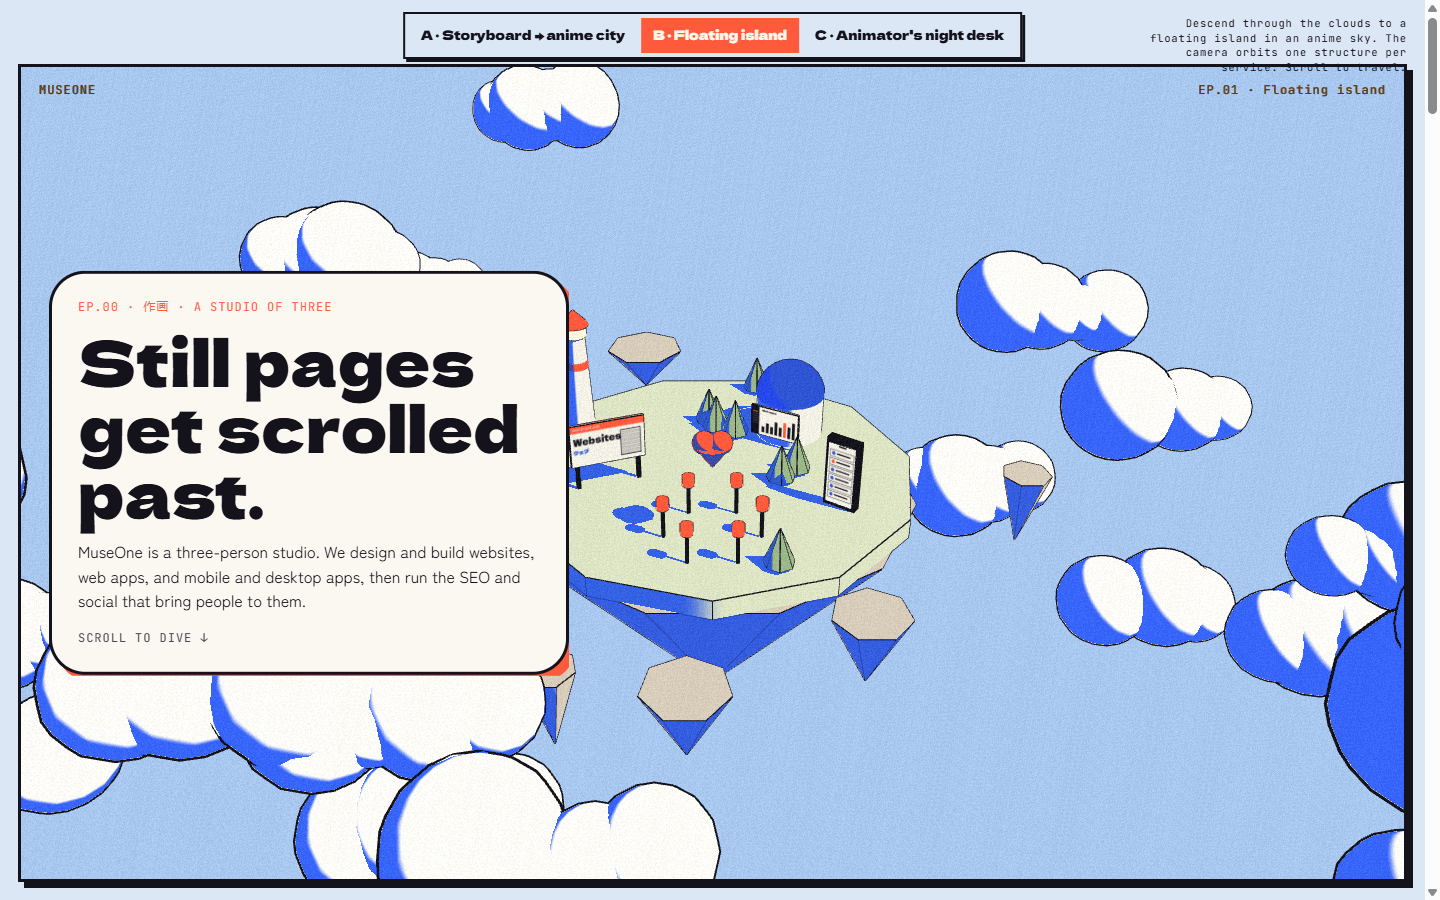 A · Storyboard → anime city
B · Floating island
C · Animator's night desk
Descend through the clouds to a
floating island in an anime sky. The
camera orbits one structure per
service. Scroll to travel.
MUSEONE
EP.01 · Floating island
EP.00 · 作画 · A STUDIO OF THREE
Still pages
get scrolled
past.
MuseOne is a three-person studio. We design and build websites,
web apps, and mobile and desktop apps, then run the SEO and
social that bring people to them.
SCROLL TO DIVE ↓
Websites
ウェブ